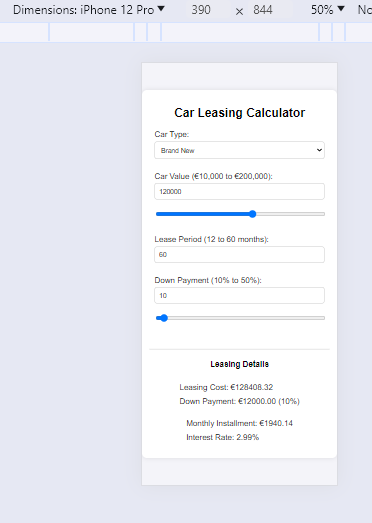 Dimensions: iPhone 12 Pro ▼ 390 × 844 50% ▼ No
Car Leasing Calculator
Car Type:
Brand New
Car Value (€10,000 to €200,000):
120000
Lease Period (12 to 60 months):
60
Down Payment (10% to 50%):
10
Leasing Details
Leasing Cost: €128408.32
Down Payment: €12000.00 (10%)
Monthly Installment: €1940.14
Interest Rate: 2.99%